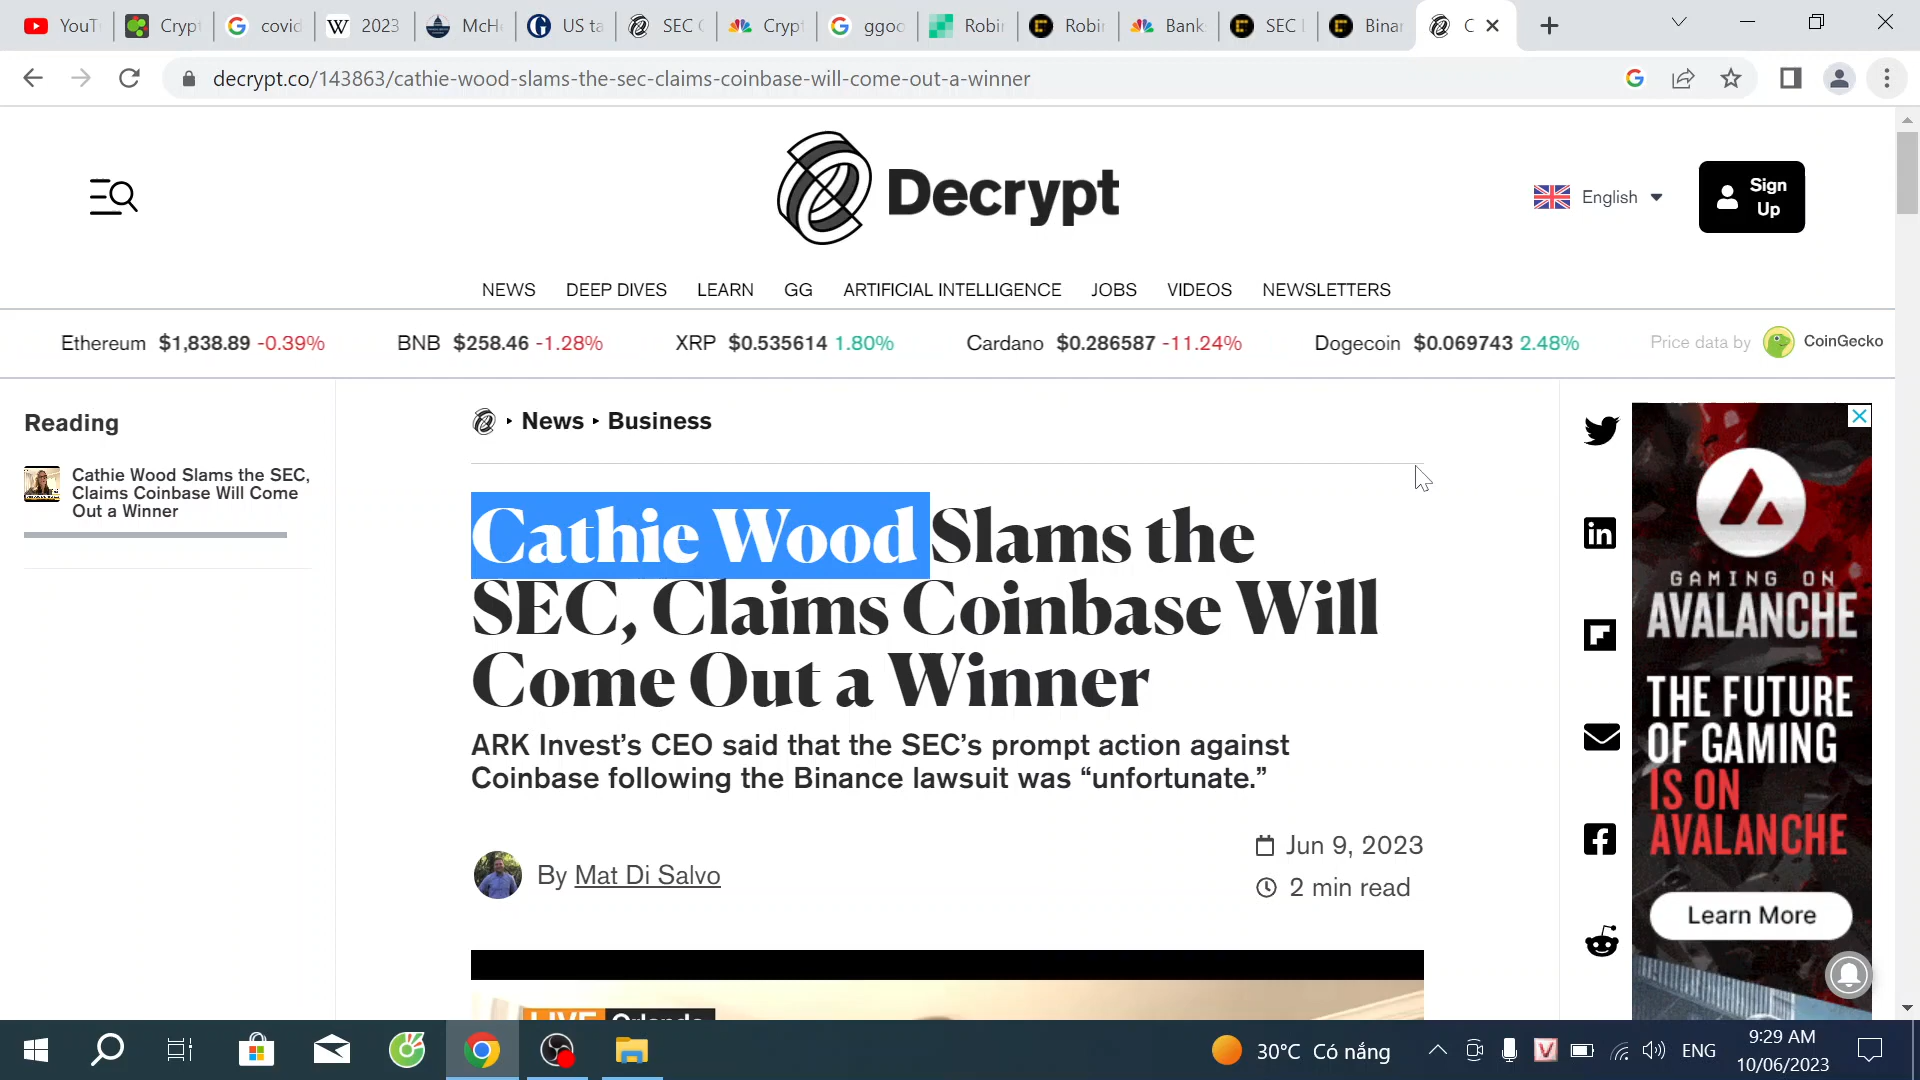 YouT
Crypt
covid
2023
McHe
US ta
SEC C
Crypt
ggoo
Robin
Robin
Bank
SEC L
Binar
C
decrypt.co/143863/cathie-wood-slams-the-sec-claims-coinbase-will-come-out-a-winner
Decrypt
English
Sign Up
NEWS DEEP DIVES LEARN GG ARTIFICIAL INTELLIGENCE JOBS VIDEOS NEWSLETTERS
Ethereum $1,838.89 -0.39% BNB $258.46 -1.28% XRP $0.535614 1.80% Cardano $0.286587 -11.24% Dogecoin $0.069743 2.48% Price data by CoinGecko
Reading
Cathie Wood Slams the SEC,
Claims Coinbase Will Come
Out a Winner
News ‣ Business
Cathie Wood Slams the
SEC, Claims Coinbase Will
Come Out a Winner
ARK Invest’s CEO said that the SEC’s prompt action against
Coinbase following the Binance lawsuit was “unfortunate.”
By Mat Di Salvo
Jun 9, 2023
2 min read
LIVE Orlando
GAMING ON
AVALANCHE
THE FUTURE
OF GAMING
IS ON
AVALANCHE
Learn More
30°C Có nắng
ENG
9:29 AM
10/06/2023